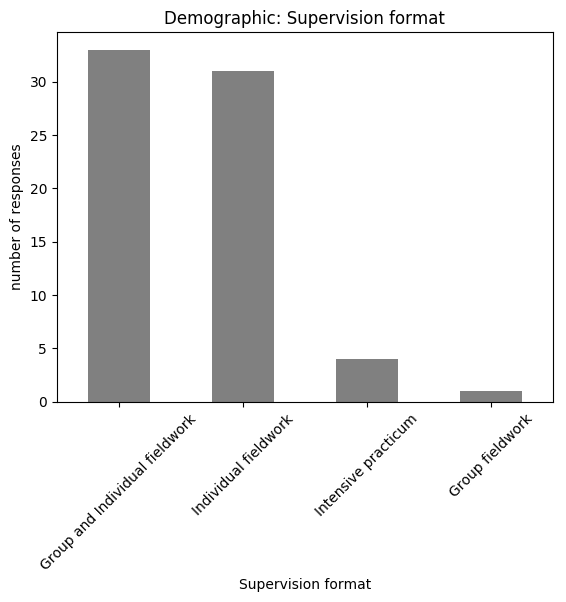 Demographic: Supervision format
number of responses
30
25
20
15
10
5
0
Group and Individual fieldwork
Individual fieldwork
Intensive practicum
Group fieldwork
Supervision format